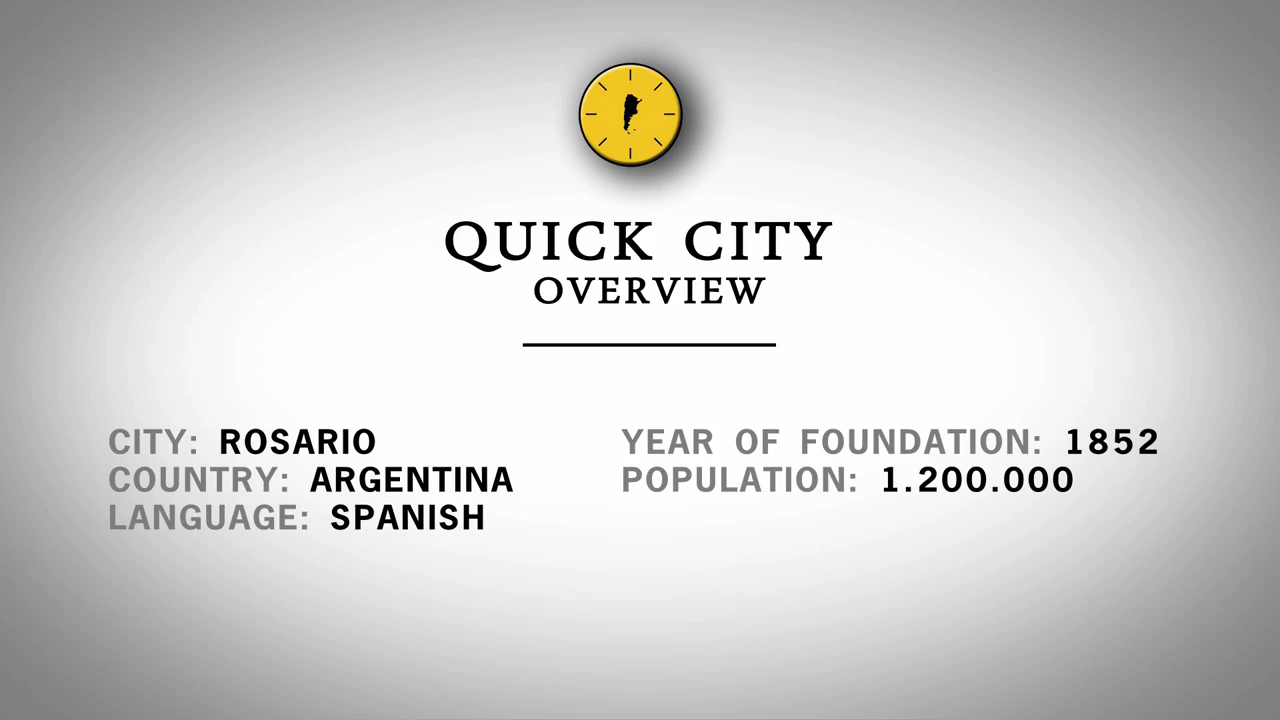 QUICK CITY
OVERVIEW
CITY: ROSARIO
COUNTRY: ARGENTINA
LANGUAGE: SPANISH
YEAR OF FOUNDATION: 1852
POPULATION: 1.200.000